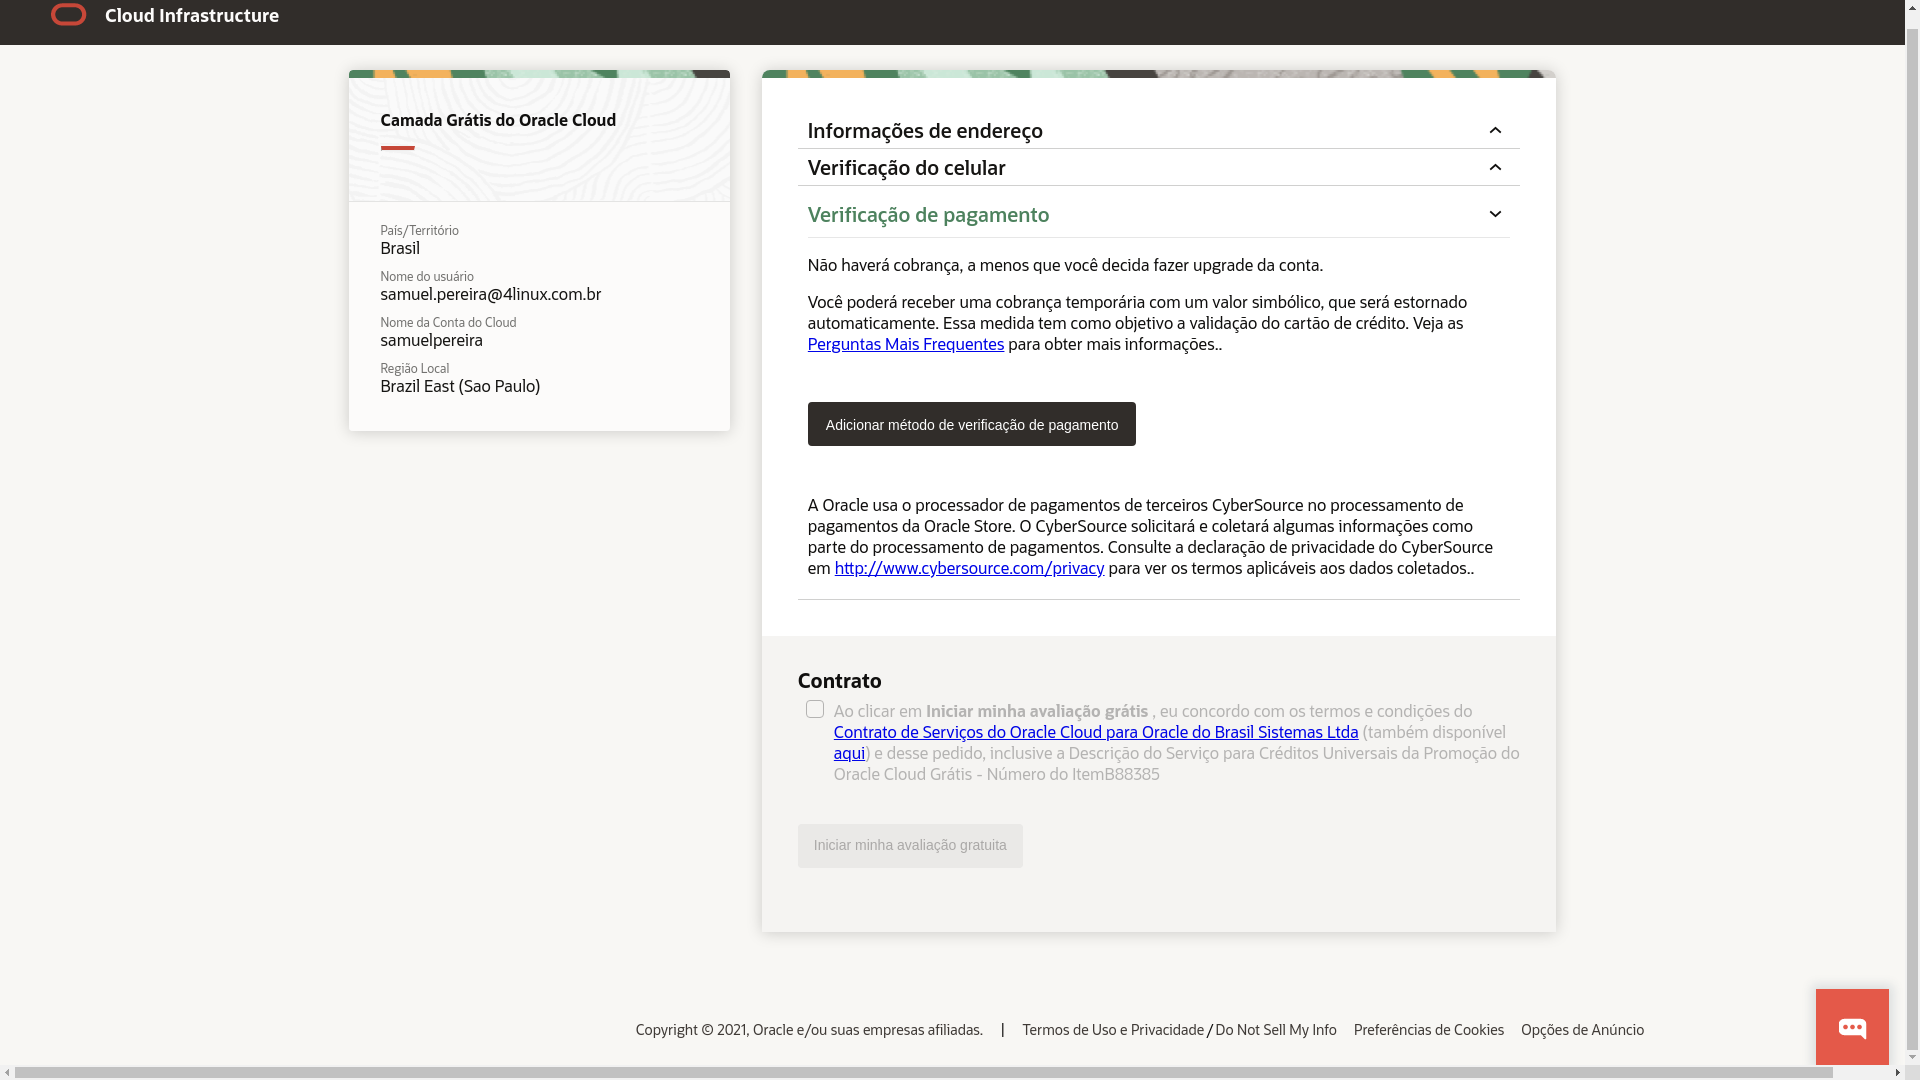 Cloud Infrastructure
Camada Grátis do Oracle Cloud
País/Território
Brasil
Nome do usuário
samuel.pereira@4linux.com.br
Nome da Conta do Cloud
samuelpereira
Região Local
Brazil East (Sao Paulo)
Informações de endereço
Verificação do celular
Verificação de pagamento
Não haverá cobrança, a menos que você decida fazer upgrade da conta.
Você poderá receber uma cobrança temporária com um valor simbólico, que será estornado
automaticamente. Essa medida tem como objetivo a validação do cartão de crédito. Veja as
Perguntas Mais Frequentes para obter mais informações..
Adicionar método de verificação de pagamento
A Oracle usa o processador de pagamentos de terceiros CyberSource no processamento de
pagamentos da Oracle Store. O CyberSource solicitará e coletará algumas informações como
parte do processamento de pagamentos. Consulte a declaração de privacidade do CyberSource
em http://www.cybersource.com/privacy para ver os termos aplicáveis aos dados coletados..
Contrato
Ao clicar em Iniciar minha avaliação grátis , eu concordo com os termos e condições do
Contrato de Serviços do Oracle Cloud para Oracle do Brasil Sistemas Ltda (também disponível
aqui) e desse pedido, inclusive a Descrição do Serviço para Créditos Universais da Promoção do
Oracle Cloud Grátis - Número do ItemB88385
Iniciar minha avaliação gratuita
Copyright © 2021, Oracle e/ou suas empresas afiliadas. | Termos de Uso e Privacidade / Do Not Sell My Info Preferências de Cookies Opções de Anúncio